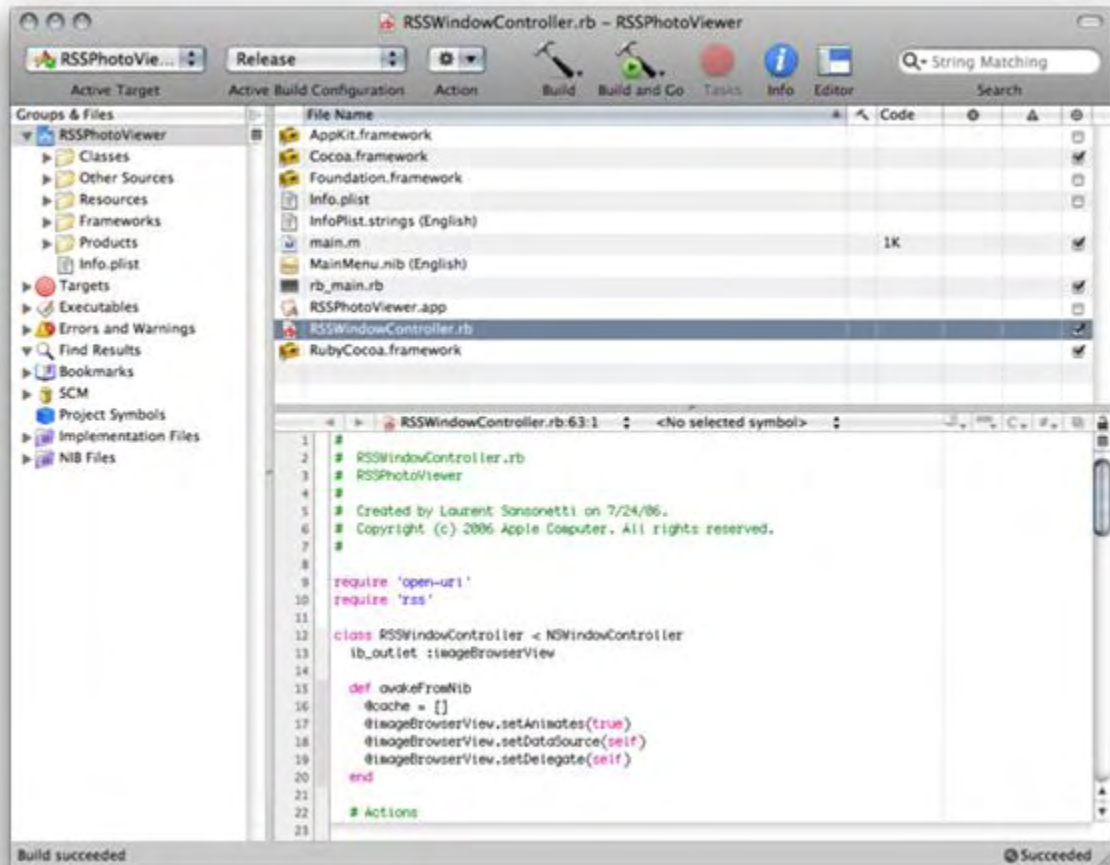 RSSWindowController.rb – RSSPhotoViewer
RSSPhotoVie...
Release
String Matching
Active Target
Active Build Configuration
Action
Build
Build and Go
Tasks
Info
Editor
Search
Groups & Files
RSSPhotoViewer
Classes
Other Sources
Resources
Frameworks
Products
Info.plist
Targets
Executables
Errors and Warnings
Find Results
Bookmarks
SCM
Project Symbols
Implementation Files
NIB Files
File Name
Code
AppKit.framework
Cocoa.framework
Foundation.framework
Info.plist
InfoPlist.strings (English)
main.m 1K
MainMenu.nib (English)
rb_main.rb
RSSPhotoViewer.app
RSSWindowController.rb
RubyCocoa.framework
RSSWindowController.rb:63:1 <No selected symbol> C, #,
1 #
2 # RSSWindowController.rb
3 # RSSPhotoViewer
4 #
5 # Created by Laurent Sansonetti on 7/24/06.
6 # Copyright (c) 2006 Apple Computer. All rights reserved.
7 #
8
9 require 'open-uri'
10 require 'rss'
11
12 class RSSWindowController < NSWindowController
13 ib_outlet :imageBrowserView
14
15 def awakeFromNib
16 @cache = []
17 @imageBrowserView.setAnimates(true)
18 @imageBrowserView.setDataSource(self)
19 @imageBrowserView.setDelegate(self)
20 end
21
22 # Actions
23
Build succeeded
Succeeded